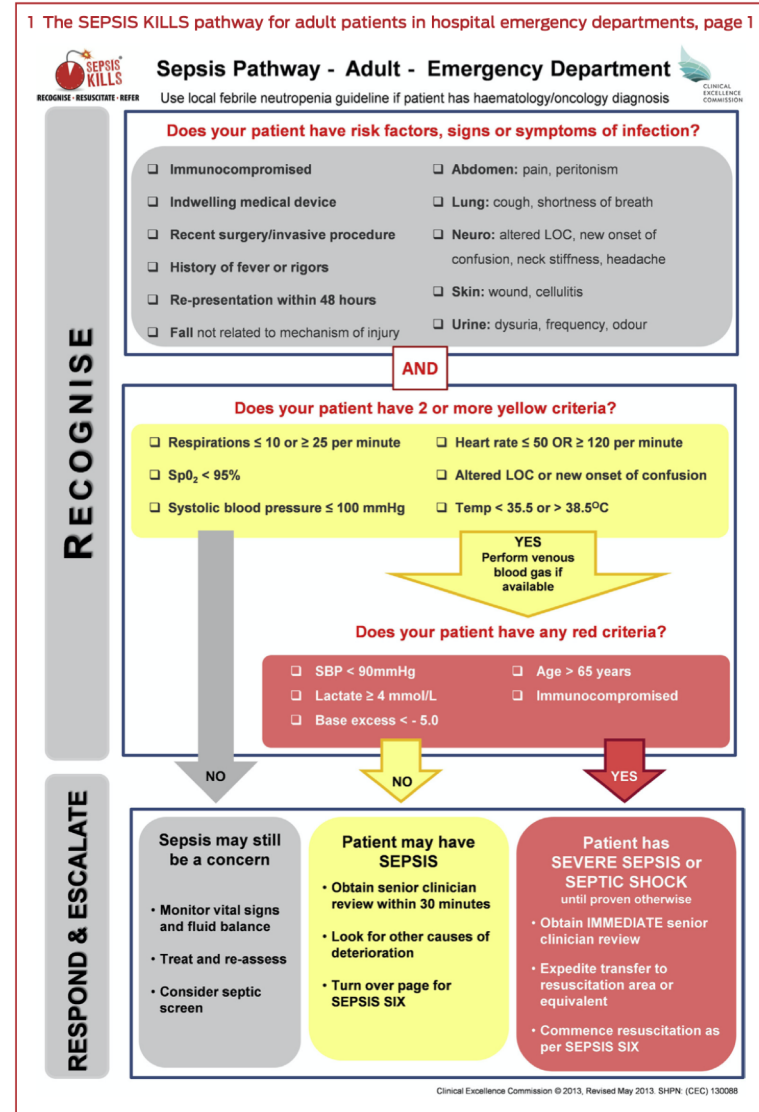 1 The SEPSIS KILLS pathway for adult patients in hospital emergency departments, page 1
SEPSIS KILLS
RECOGNISE · RESUSCITATE · REFER
Sepsis Pathway - Adult - Emergency Department
Use local febrile neutropenia guideline if patient has haematology/oncology diagnosis
CLINICAL
EXCELLENCE
COMMISSION
RECOGNISE
Does your patient have risk factors, signs or symptoms of infection?
❑ Immunocompromised
❑ Indwelling medical device
❑ Recent surgery/invasive procedure
❑ History of fever or rigors
❑ Re-presentation within 48 hours
❑ Fall not related to mechanism of injury
❑ Abdomen: pain, peritonism
❑ Lung: cough, shortness of breath
❑ Neuro: altered LOC, new onset of
confusion, neck stiffness, headache
❑ Skin: wound, cellulitis
❑ Urine: dysuria, frequency, odour
AND
Does your patient have 2 or more yellow criteria?
❑ Respirations ≤ 10 or ≥ 25 per minute
❑ Sp0₂ < 95%
❑ Systolic blood pressure ≤ 100 mmHg
❑ Heart rate ≤ 50 OR ≥ 120 per minute
❑ Altered LOC or new onset of confusion
❑ Temp < 35.5 or > 38.5ºC
YES
Perform venous
blood gas if
available
Does your patient have any red criteria?
❑ SBP < 90mmHg
❑ Lactate ≥ 4 mmol/L
❑ Base excess < - 5.0
❑ Age > 65 years
❑ Immunocompromised
NO
NO
YES
RESPOND & ESCALATE
Sepsis may still
be a concern
• Monitor vital signs
and fluid balance
• Treat and re-assess
• Consider septic
screen
Patient may have
SEPSIS
• Obtain senior clinician
review within 30 minutes
• Look for other causes of
deterioration
• Turn over page for
SEPSIS SIX
Patient has
SEVERE SEPSIS or
SEPTIC SHOCK
until proven otherwise
• Obtain IMMEDIATE senior
clinician review
• Expedite transfer to
resuscitation area or
equivalent
• Commence resuscitation as
per SEPSIS SIX
Clinical Excellence Commission © 2013, Revised May 2013. SHPN: (CEC) 130088